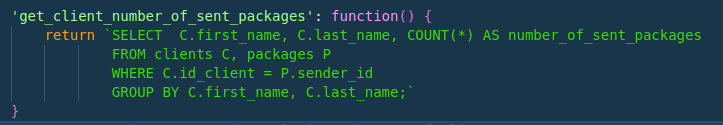 'get_client_number_of_sent_packages': function() {
return `SELECT  C.first_name, C.last_name, COUNT(*) AS number_of_sent_packages
FROM clients C, packages P
WHERE C.id_client = P.sender_id
GROUP BY C.first_name, C.last_name;`
}